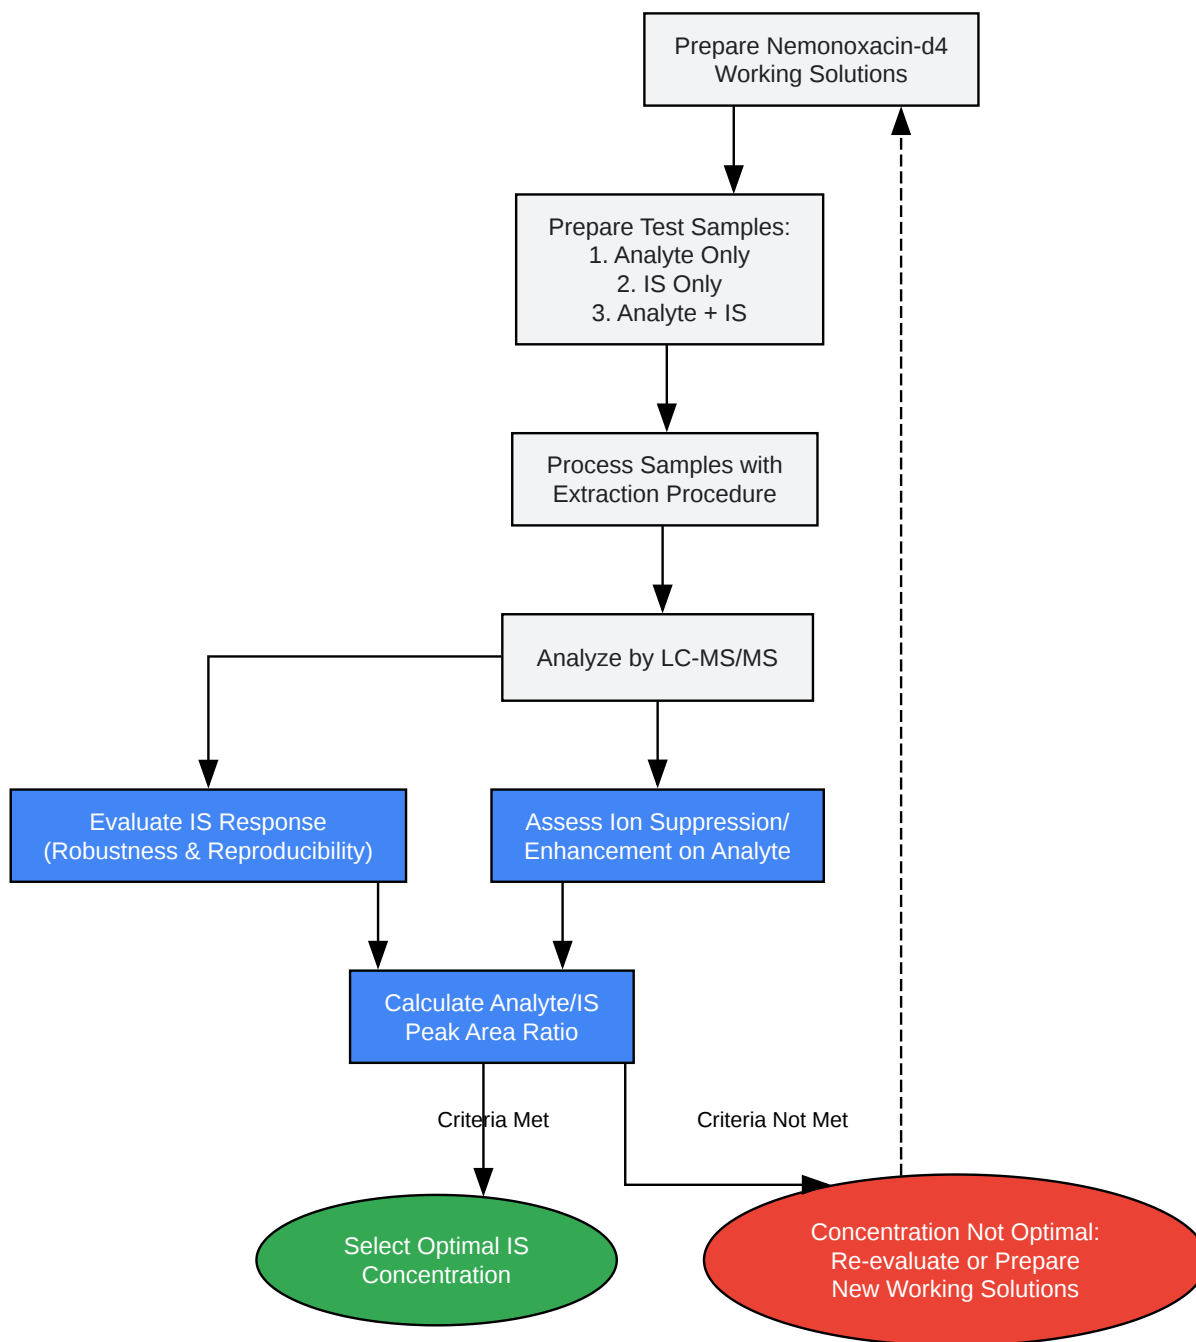 Prepare Nemonoxacin-d4
Working Solutions
Prepare Test Samples:
1. Analyte Only
2. IS Only
3. Analyte + IS
Process Samples with
Extraction Procedure
Analyze by LC-MS/MS
Evaluate IS Response
(Robustness & Reproducibility)
Assess Ion Suppression/
Enhancement on Analyte
Calculate Analyte/IS
Peak Area Ratio
Criteria Met
Criteria Not Met
Select Optimal IS
Concentration
Concentration Not Optimal:
Re-evaluate or Prepare
New Working Solutions